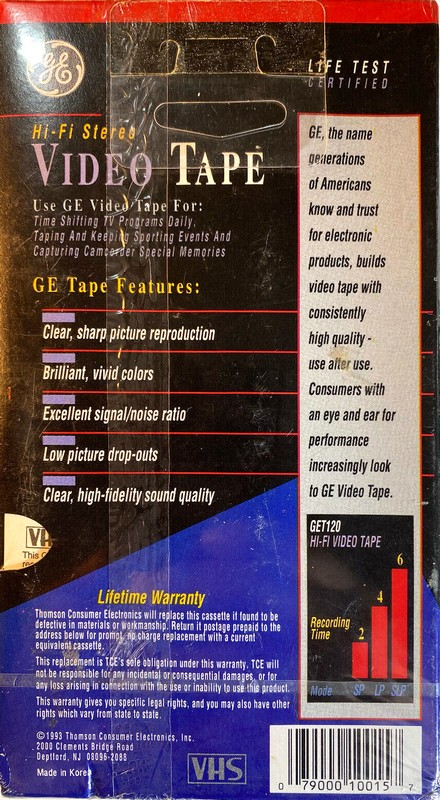 GE
LIFE TEST
CERTIFIED
Hi-Fi Stereo
VIDEO TAPE
Use GE Video Tape For:
Time Shifting TV Programs Daily,
Taping And Keeping Sporting Events And
Capturing Camcorder Special Memories
GE Tape Features:
Clear, sharp picture reproduction
Brilliant, vivid colors
Excellent signal/noise ratio
Low picture drop-outs
Clear, high-fidelity sound quality
GE, the name
generations
of Americans
know and trust
for electronic
products, builds
video tape with
consistently
high quality -
use after use.
Consumers with
an eye and ear for
performance
increasingly look
to GE Video Tape.
GET120
HI-FI VIDEO TAPE
6
4
2
Recording
Time
Mode SP LP SLP
VH
This C
Lifetime Warranty
Thomson Consumer Electronics will replace this cassette if found to be
defective in materials or workmanship. Return it postage prepaid to the
address below for prompt, no charge replacement with a current
equivalent cassette.
This replacement is TCE's sole obligation under this warranty. TCE will
not be responsible for any incidental or consequential damages, or for
any loss arising in connection with the use or inability to use this product.
This warranty gives you specific legal rights, and you may also have other
rights which vary from state to state.
©1993 Thomson Consumer Electronics, Inc.
2000 Clements Bridge Road
Deptford, NJ 08096-2088
Made in Korea
VHS
0 79000 10015 7